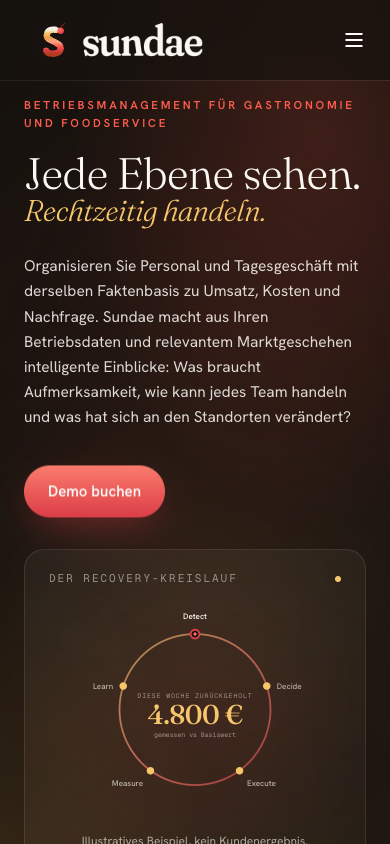 sundae
BETRIEBSMANAGEMENT FÜR GASTRONOMIE
UND FOODSERVICE
Jede Ebene sehen.
Rechtzeitig handeln.
Organisieren Sie Personal und Tagesgeschäft mit
derselben Faktenbasis zu Umsatz, Kosten und
Nachfrage. Sundae macht aus Ihren
Betriebsdaten und relevantem Marktgeschehen
intelligente Einblicke: Was braucht
Aufmerksamkeit, wie kann jedes Team handeln
und was hat sich an den Standorten verändert?
Demo buchen
DER RECOVERY-KREISLAUF
Detect
Learn
Decide
DIESE WOCHE ZURÜCKGEHOLT
4.800 €
gemessen vs Basiswert
Measure
Execute
Illustratives Beispiel, kein Kundenergebnis.